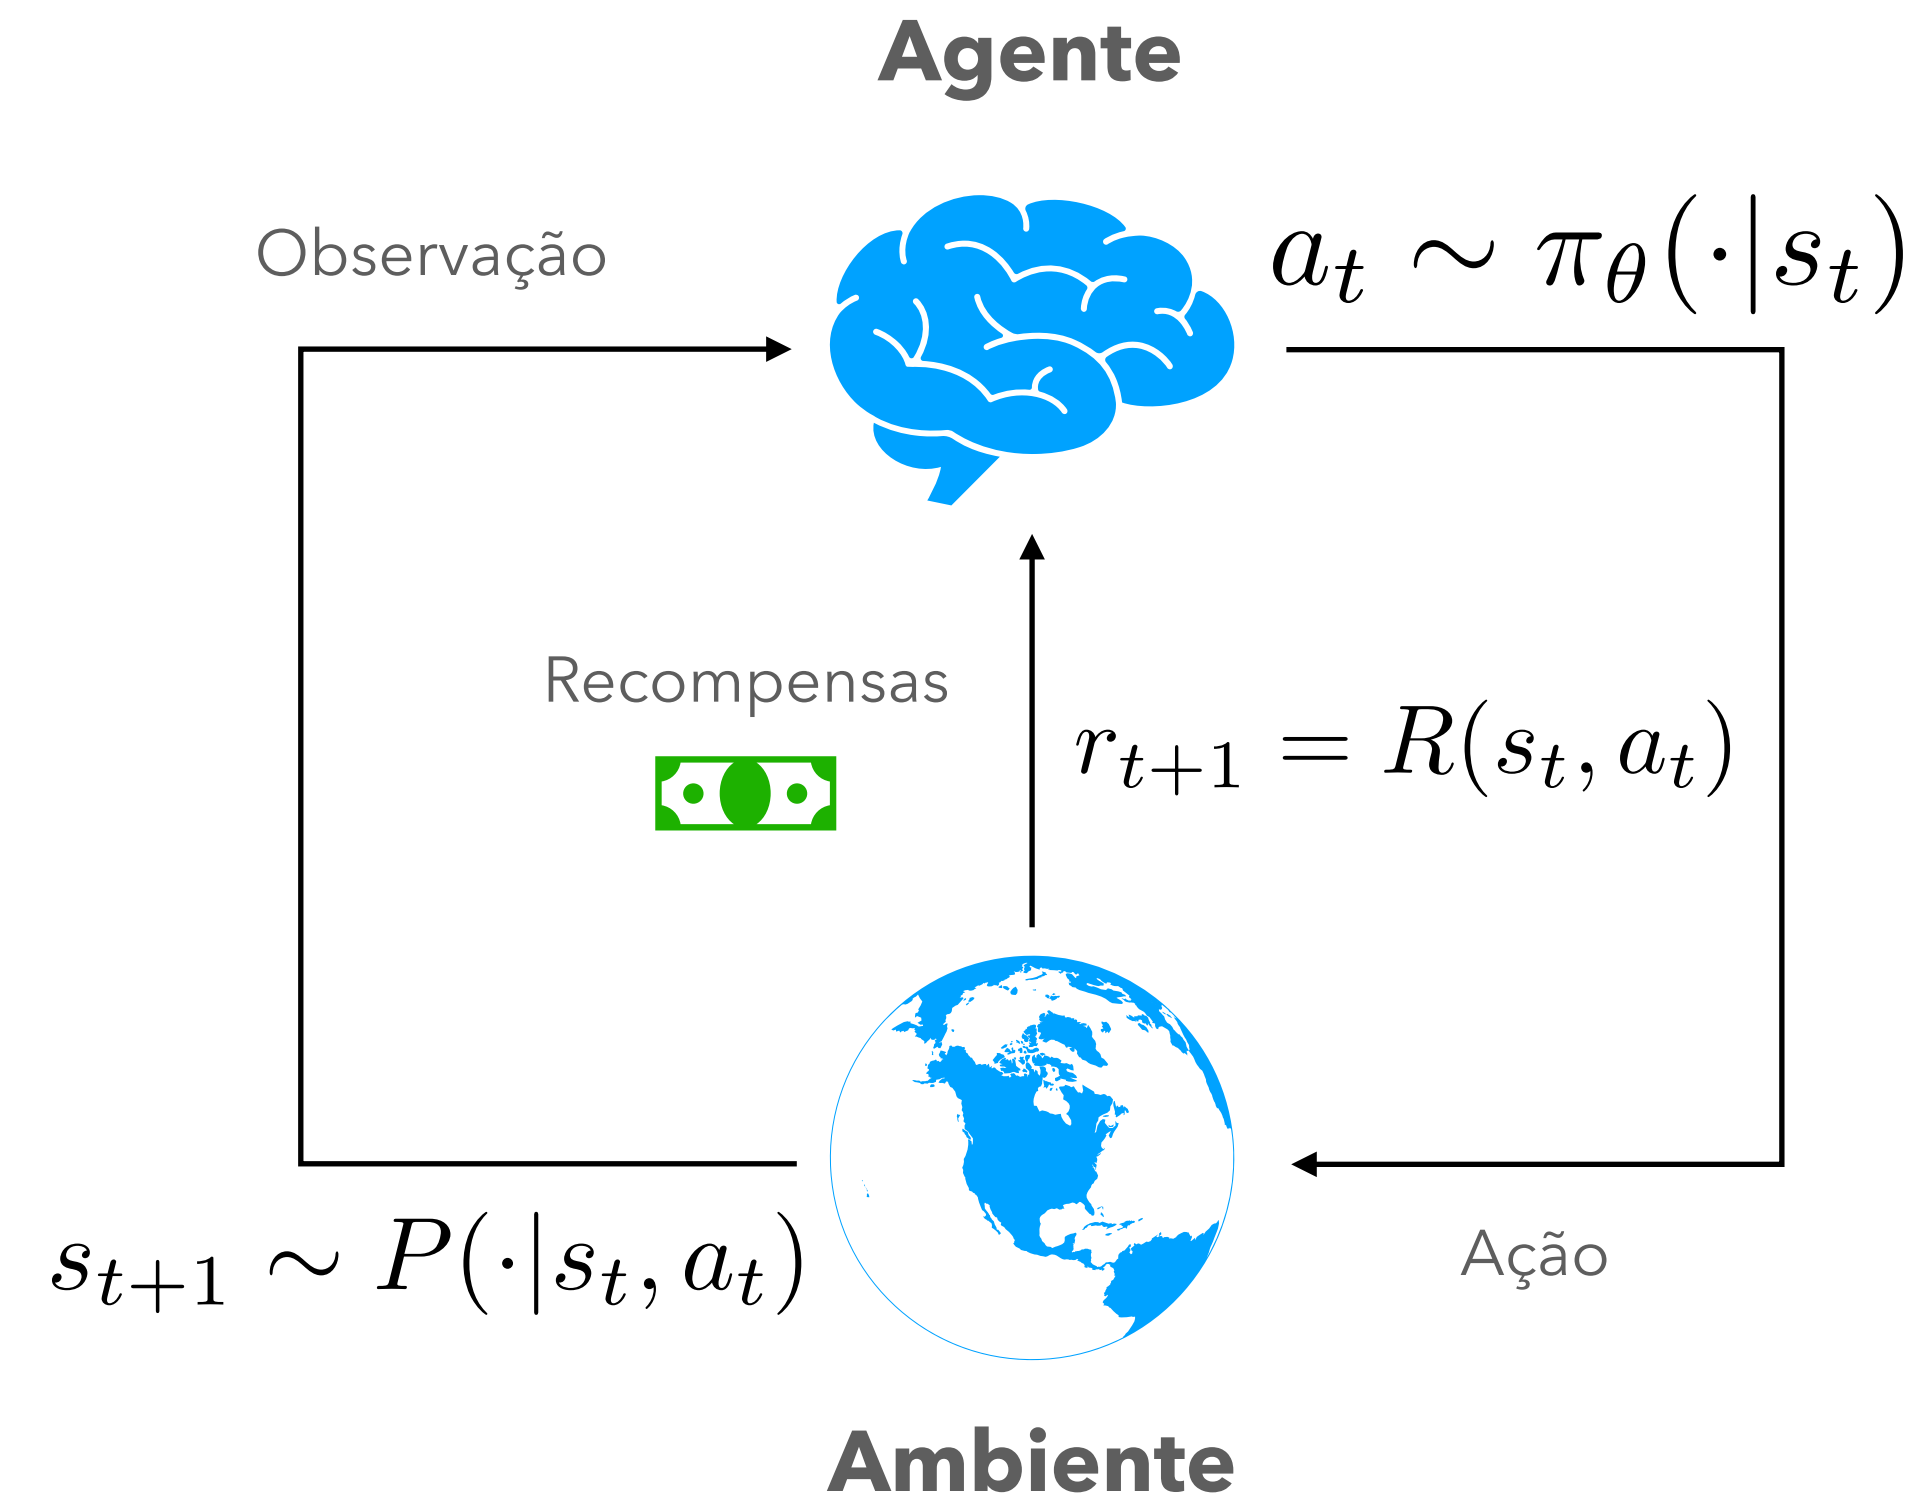 Agente
Observação
a_t ∼ π_θ(·|s_t)
Recompensas
r_{t+1} = R(s_t, a_t)
s_{t+1} ∼ P(·|s_t, a_t)
Ação
Ambiente